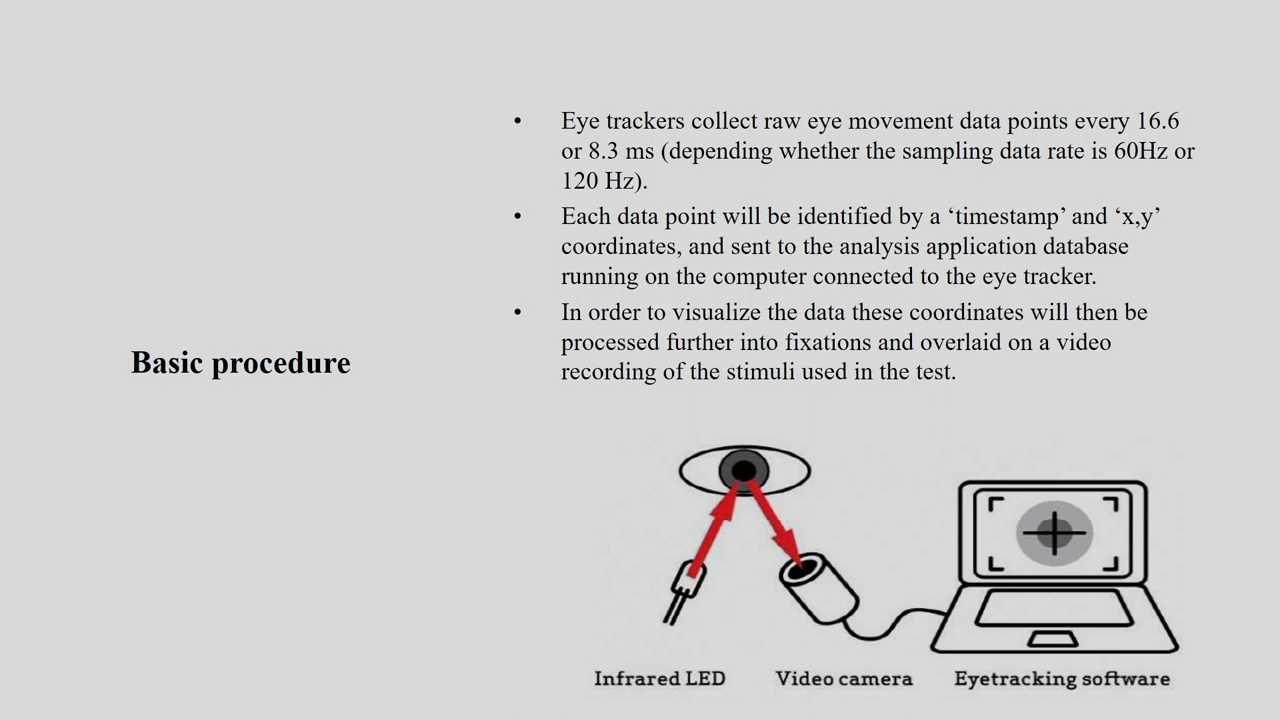 Basic procedure
• Eye trackers collect raw eye movement data points every 16.6
or 8.3 ms (depending whether the sampling data rate is 60Hz or
120 Hz).
• Each data point will be identified by a ‘timestamp’ and ‘x,y’
coordinates, and sent to the analysis application database
running on the computer connected to the eye tracker.
• In order to visualize the data these coordinates will then be
processed further into fixations and overlaid on a video
recording of the stimuli used in the test.
Infrared LED
Video camera
Eyetracking software